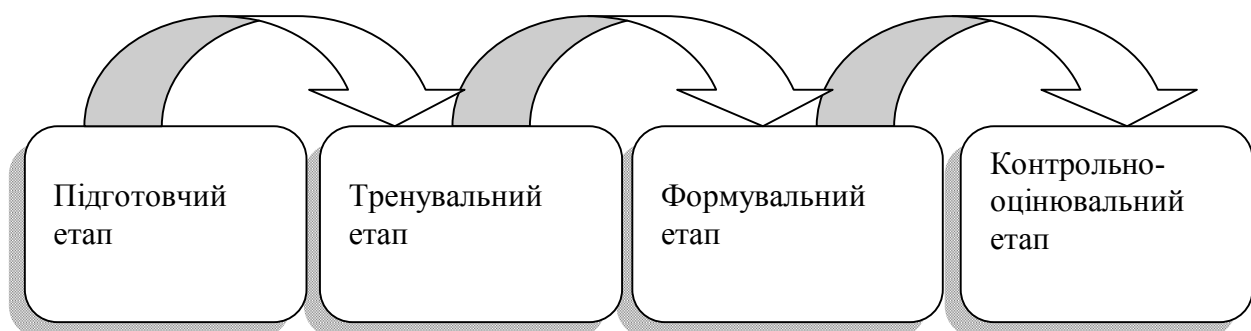 Підготовчий
етап
Тренувальний
етап
Формувальний
етап
Контрольно-
оцінювальний
етап